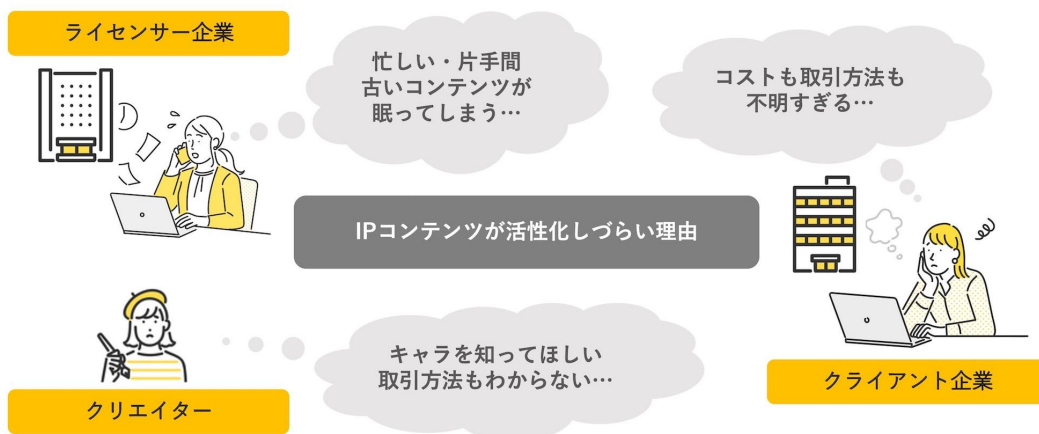 ライセンサー企業
忙しい・片手間
古いコンテンツが
眠ってしまう…
コストも取引方法も
不明すぎる…
IPコンテンツが活性化しづらい理由
キャラを知ってほしい
取引方法もわからない…
クリエイター
クライアント企業